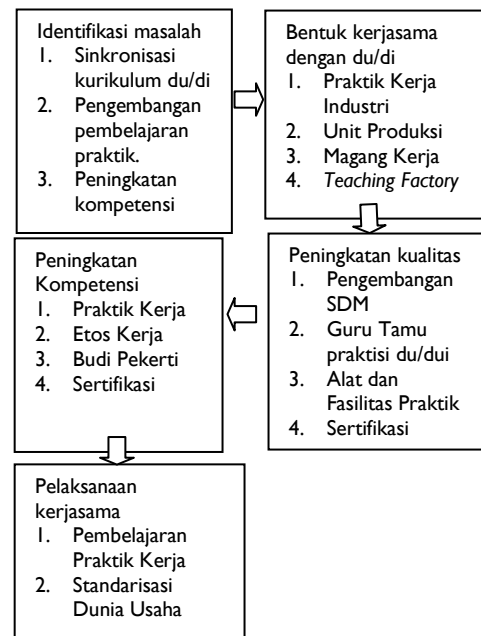 Identifikasi masalah
1. Sinkronisasi
kurikulum du/di
2. Pengembangan
pembelajaran
praktik.
3. Peningkatan
kompetensi
Bentuk kerjasama
dengan du/di
1. Praktik Kerja
Industri
2. Unit Produksi
3. Magang Kerja
4. Teaching Factory
Peningkatan kualitas
1. Pengembangan
SDM
2. Guru Tamu
praktisi du/dui
3. Alat dan
Fasilitas Praktik
4. Sertifikasi
Peningkatan
Kompetensi
1. Praktik Kerja
2. Etos Kerja
3. Budi Pekerti
4. Sertifikasi
Pelaksanaan
kerjasama
1. Pembelajaran
Praktik Kerja
2. Standarisasi
Dunia Usaha